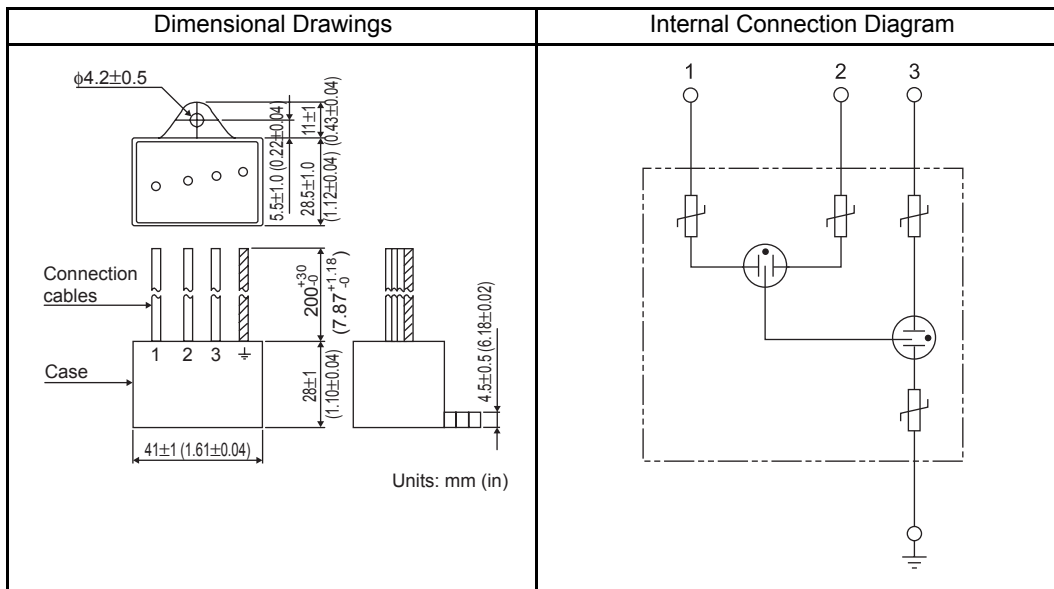 Dimensional Drawings
Internal Connection Diagram
ϕ4.2±0.5
5.5±1.0 (0.22±0.04)
11±1
(0.43±0.04)
28.5±1.0
(1.12±0.04)
Connection
cables
200+30-0
(7.87+1.18-0)
1 2 3
Case
28±1
(1.10±0.04)
4.5±0.5 (6.18±0.02)
41±1 (1.61±0.04)
Units: mm (in)
1 2 3